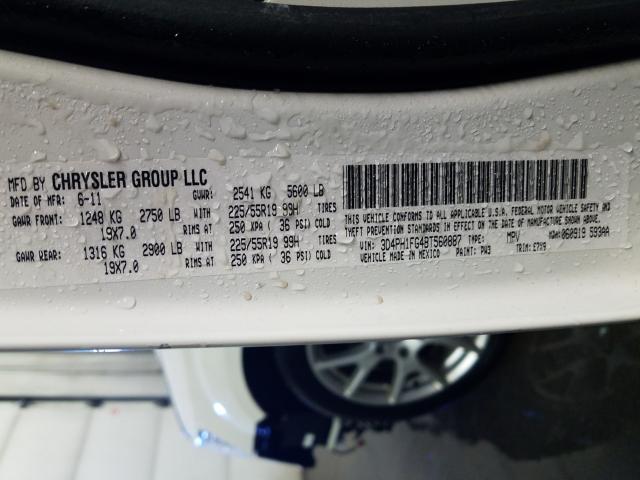 MFD BY CHRYSLER GROUP LLC
DATE OF MFR: 6-11 GVWR: 2541 KG 5600 LB
GAWR FRONT: 1248 KG 2750 LB WITH 225/55R19 99H TIRES
19X7.0 RIMS AT 250 KPA ( 36 PSI) COLD
GAWR REAR: 1316 KG 2900 LB WITH 225/55R19 99H TIRES
19X7.0 RIMS AT 250 KPA ( 36 PSI) COLD
THIS VEHICLE CONFORMS TO ALL APPLICABLE U.S.A. FEDERAL MOTOR VEHICLE SAFETY AND
THEFT PREVENTION STANDARDS IN EFFECT ON THE DATE OF MANUFACTURE SHOWN ABOVE.
VIN: 3D4PH1FG4BT560887 TYPE: MPV MDH:060919 593AA
VEHICLE MADE IN MEXICO PAINT: PW3 TRIM: